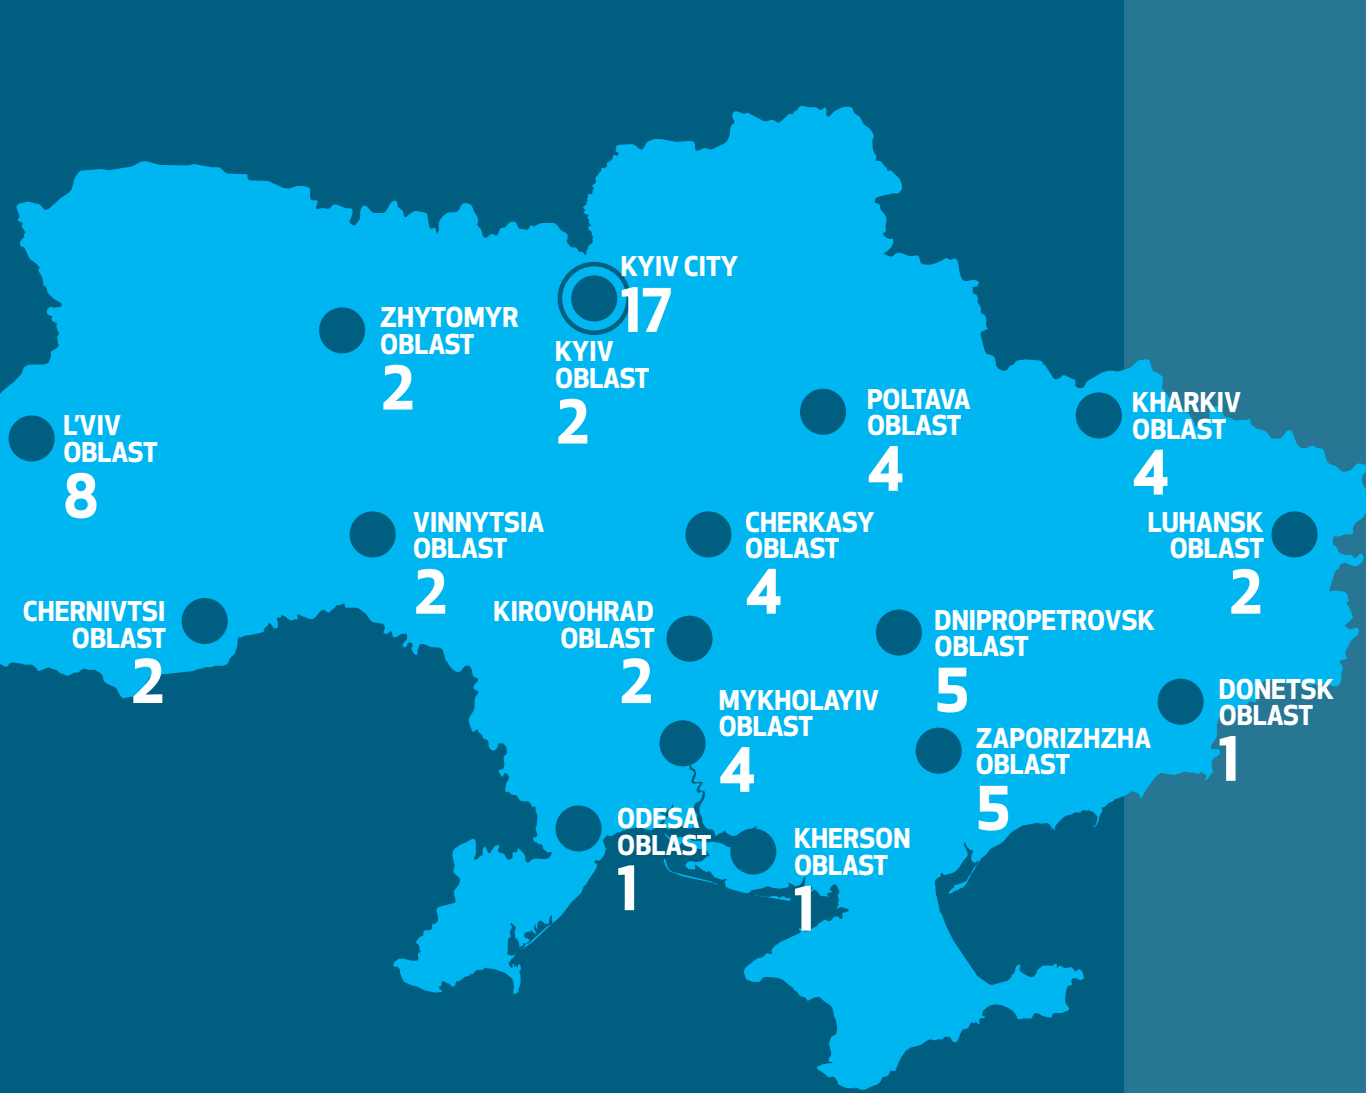 KYIV CITY
17
ZHYTOMYR
OBLAST
2
KYIV
OBLAST
2
POLTAVA
OBLAST
4
KHARKIV
OBLAST
4
L'VIV
OBLAST
8
VINNYTSIA
OBLAST
2
CHERKASY
OBLAST
4
LUHANSK
OBLAST
2
CHERNIVTSI
OBLAST
2
KIROVOHRAD
OBLAST
2
DNIPROPETROVSK
OBLAST
5
MYKHOLAYIV
OBLAST
4
DONETSK
OBLAST
1
ZAPORIZHZHA
OBLAST
5
ODESA
OBLAST
1
KHERSON
OBLAST
1